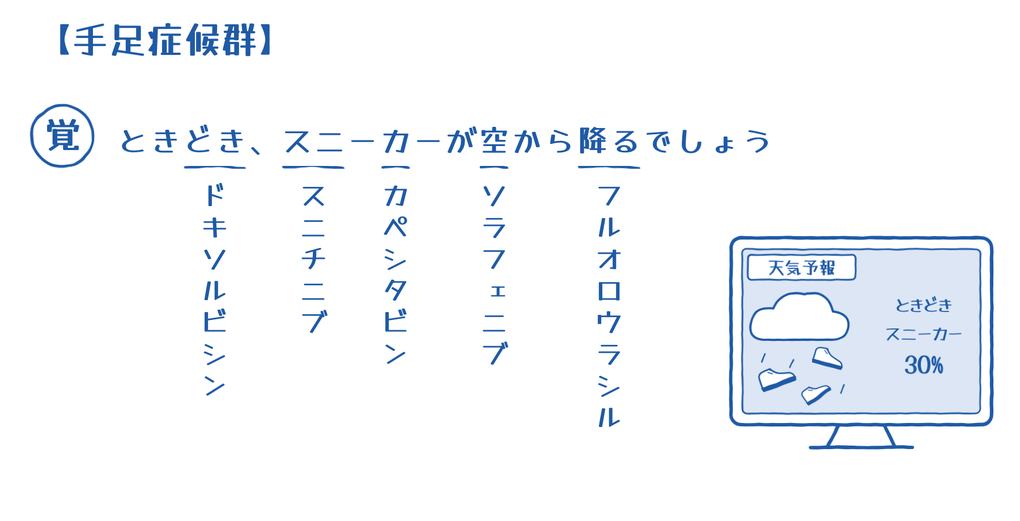 【手足症候群】
覚 ときどき、スニーカーが空から降るでしょう
ドキソルビシン
スニチニブ
カペシタビン
ソラフェニブ
フルオロウラシル
天気予報
ときどき
スニーカー
30%